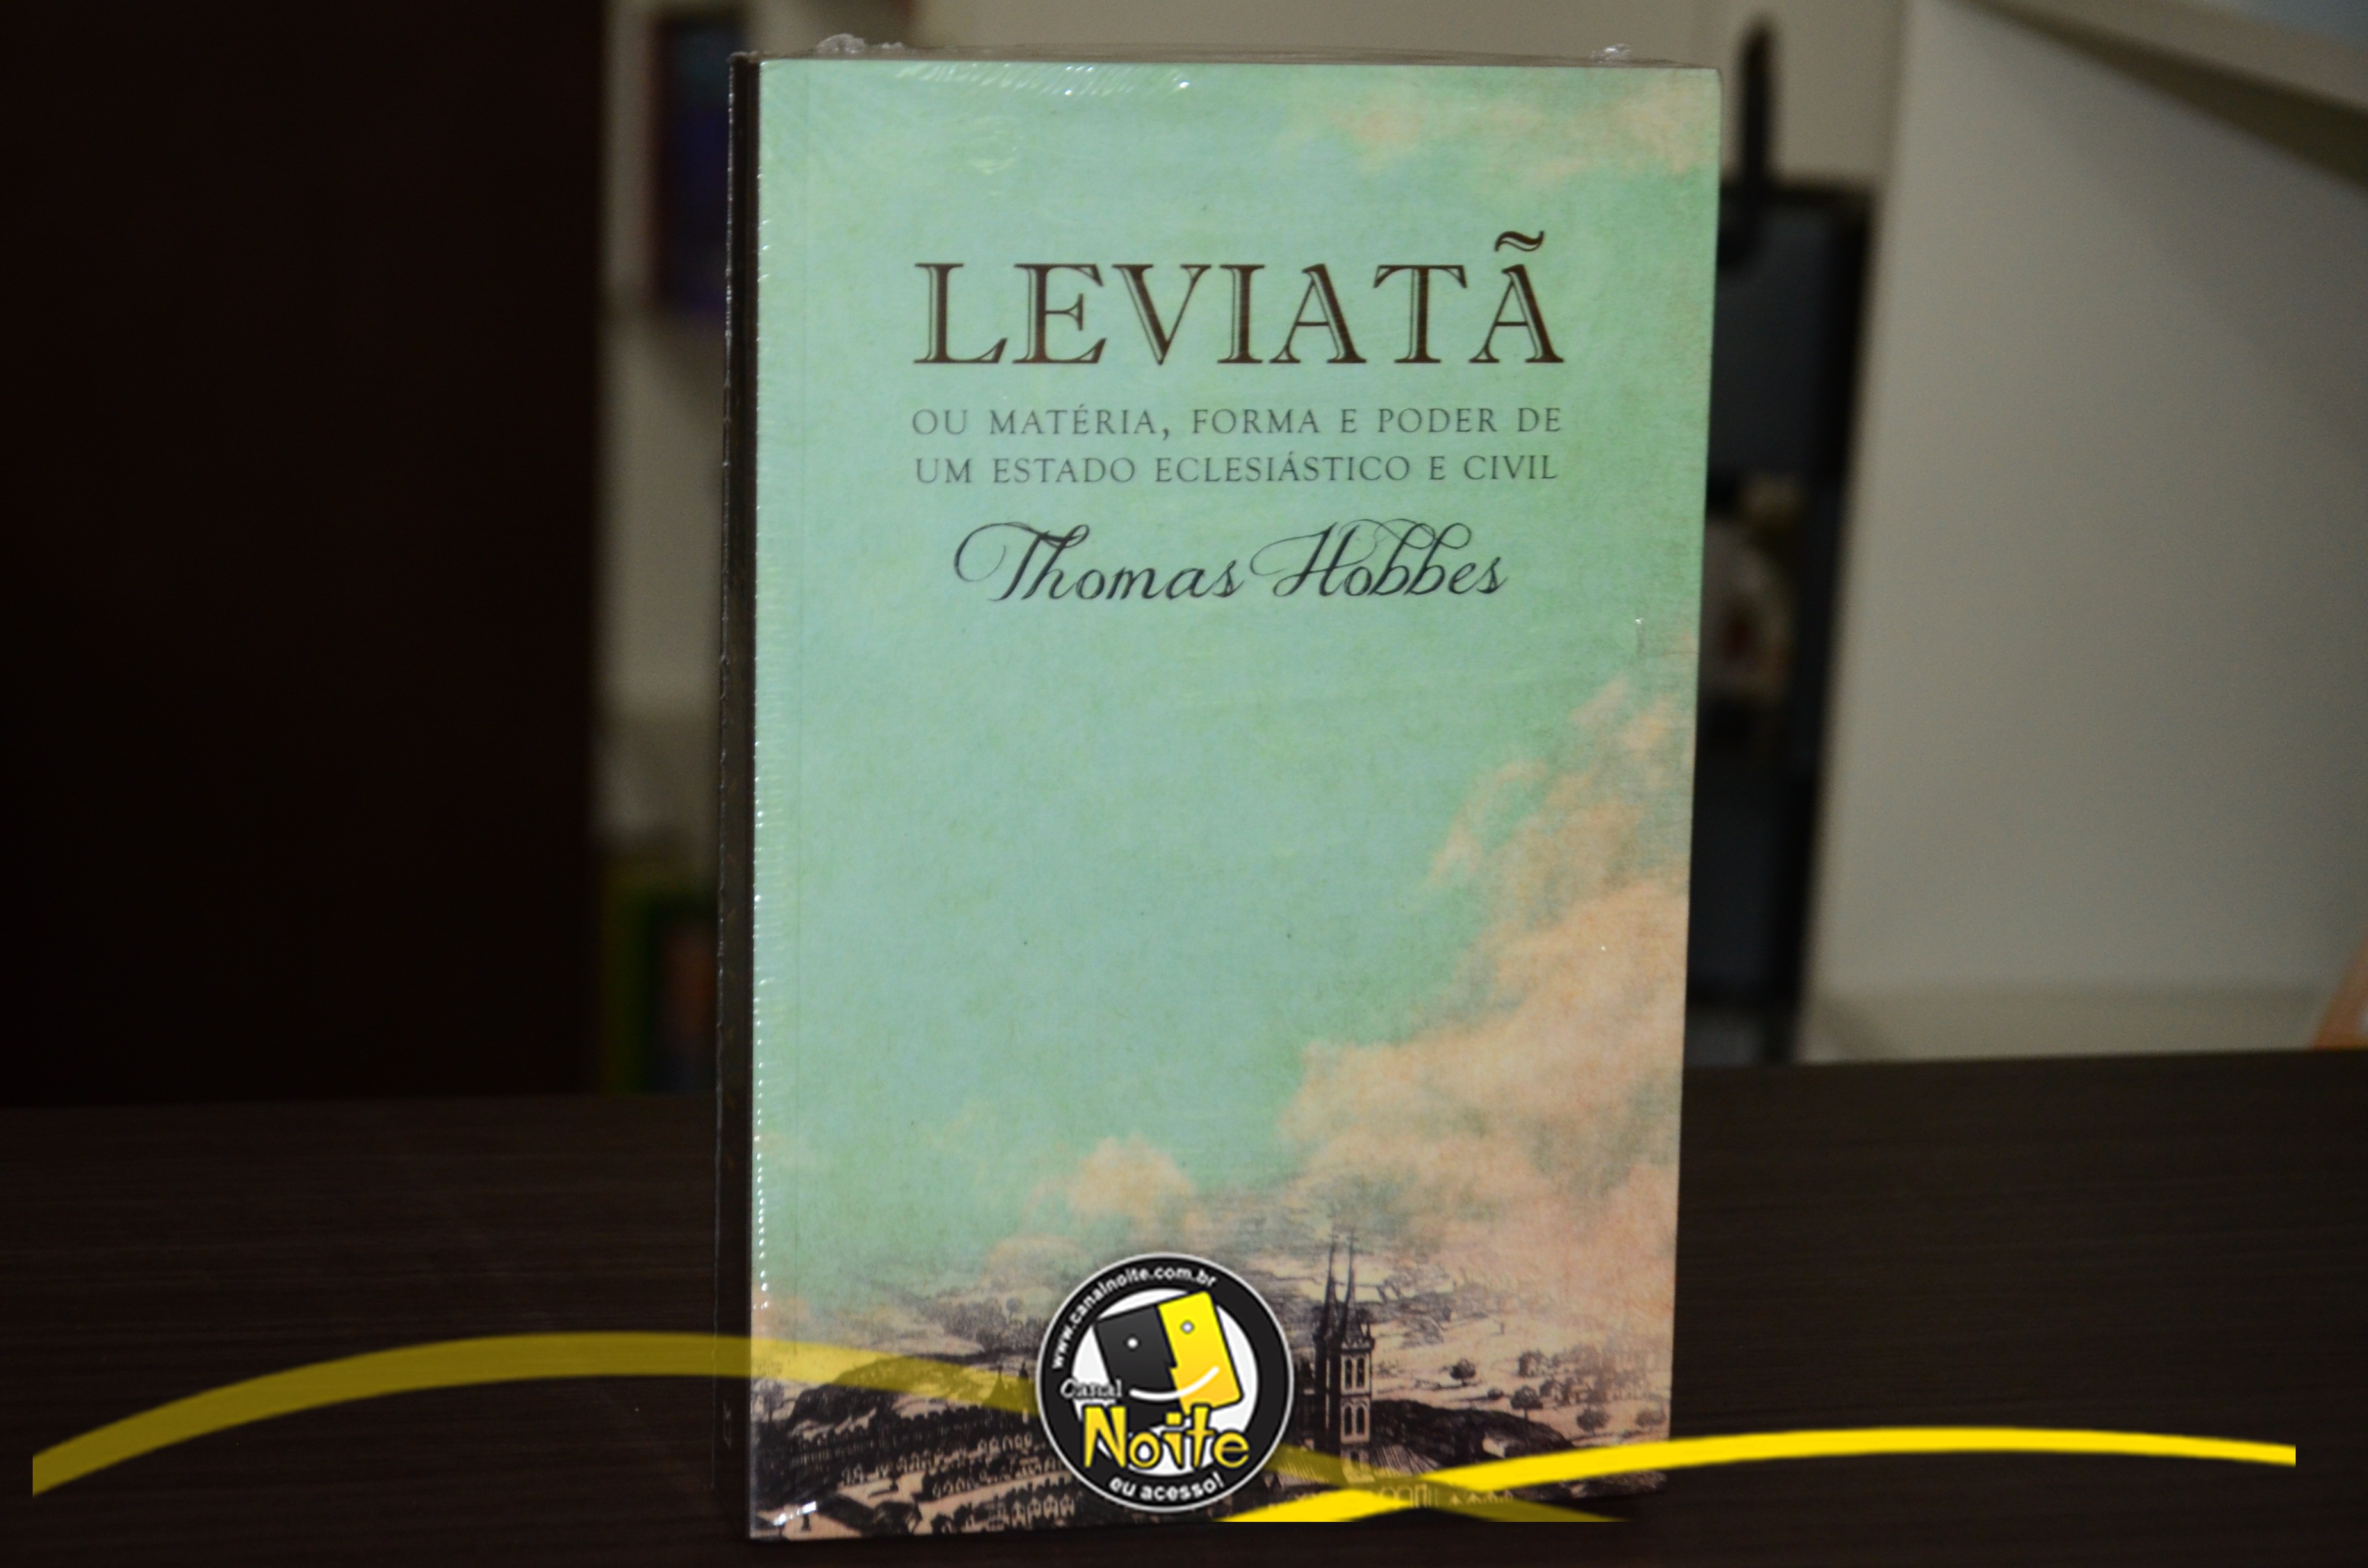 LEVIATÃ
OU MATÉRIA, FORMA E PODER DE
UM ESTADO ECLESIÁSTICO E CIVIL
Thomas Hobbes
www.canalnoite.com.br
Canal
Noite
eu acesso!